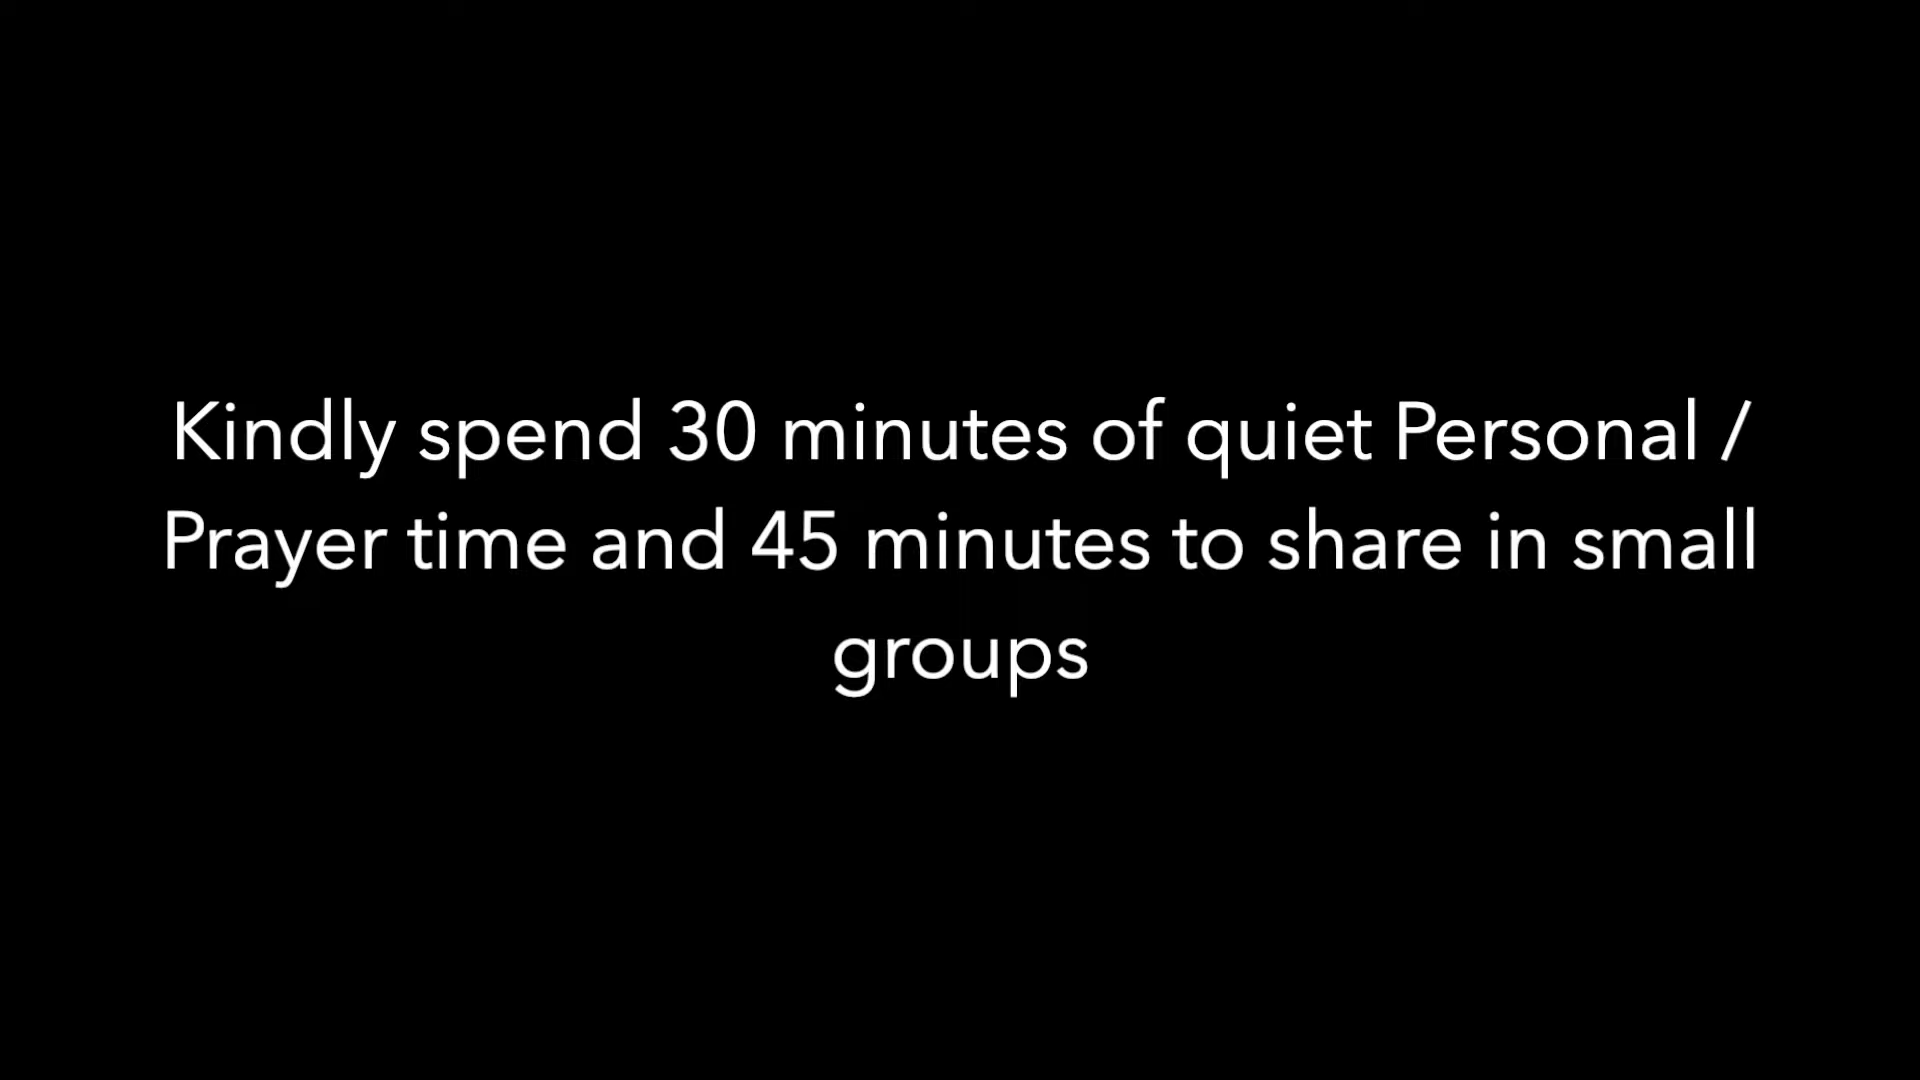 Kindly spend 30 minutes of quiet Personal /
Prayer time and 45 minutes to share in small
groups